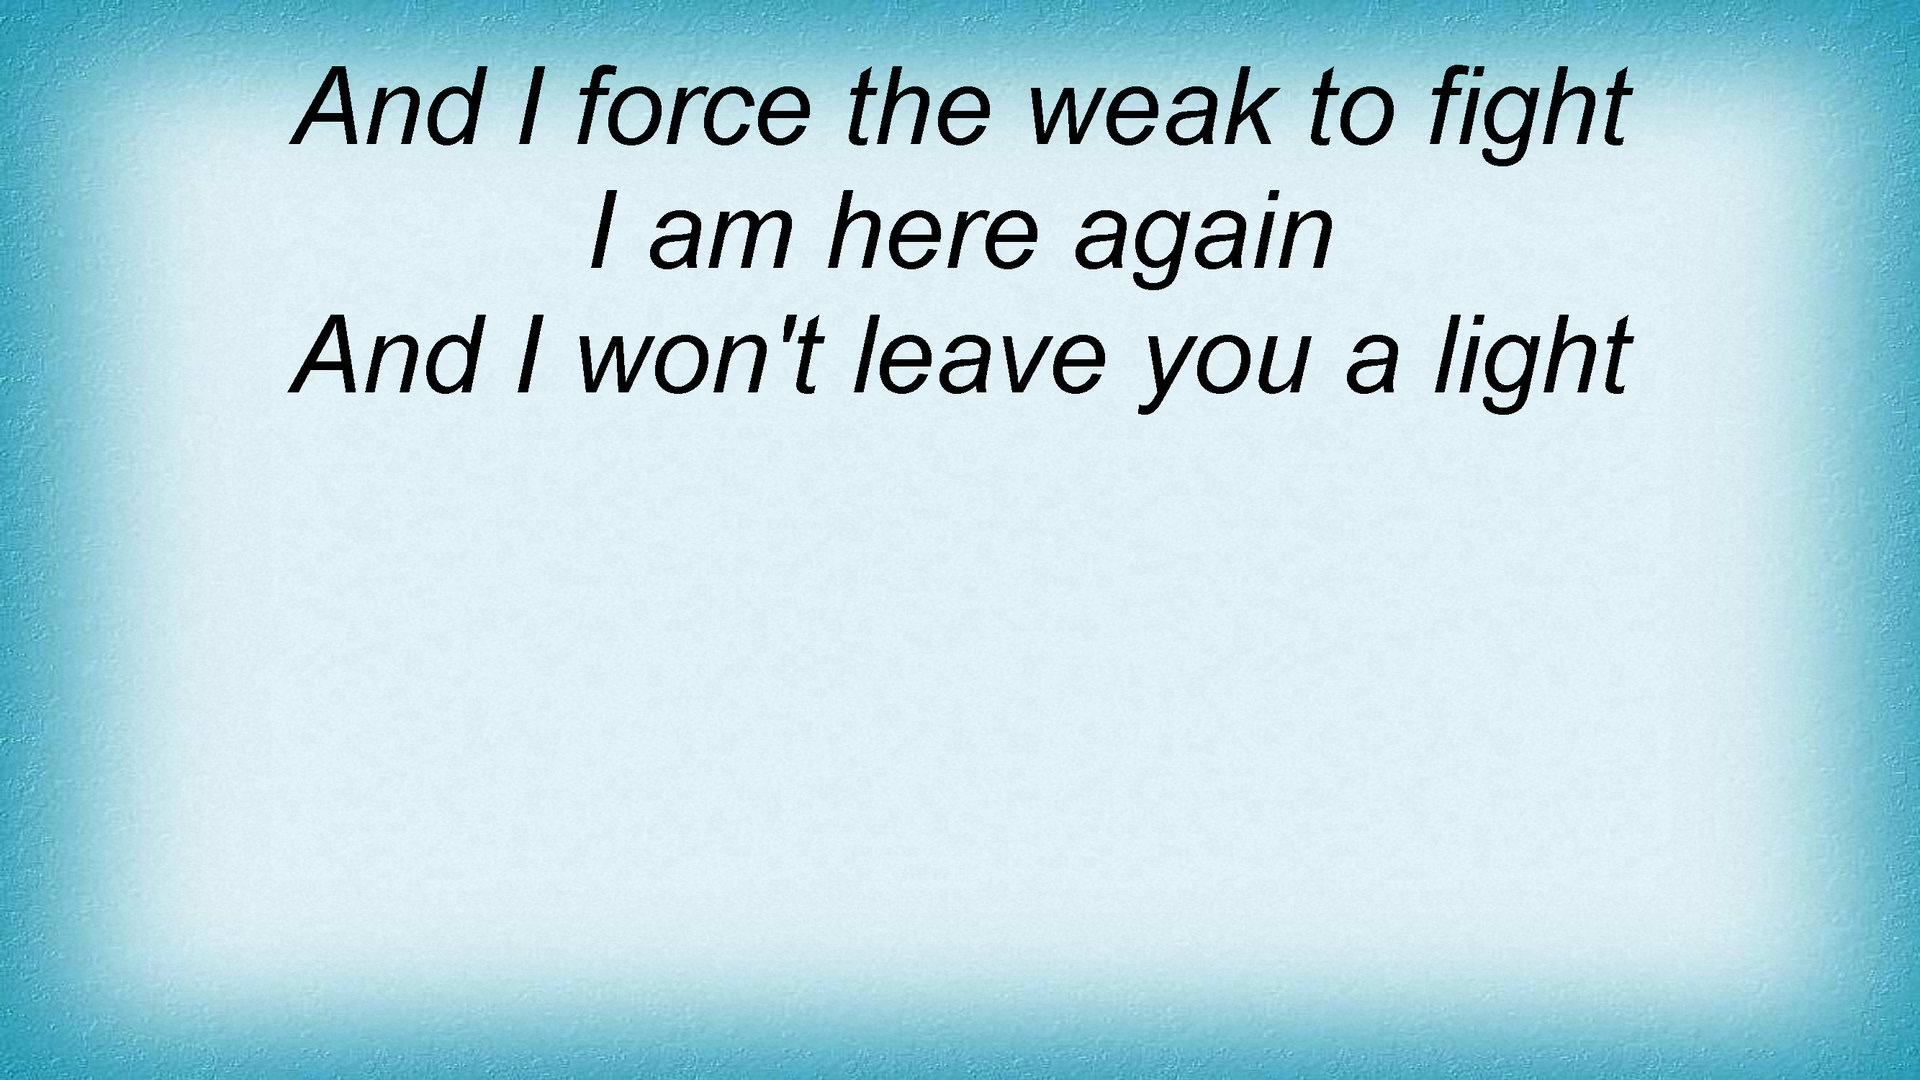 And I force the weak to fight
I am here again
And I won't leave you a light